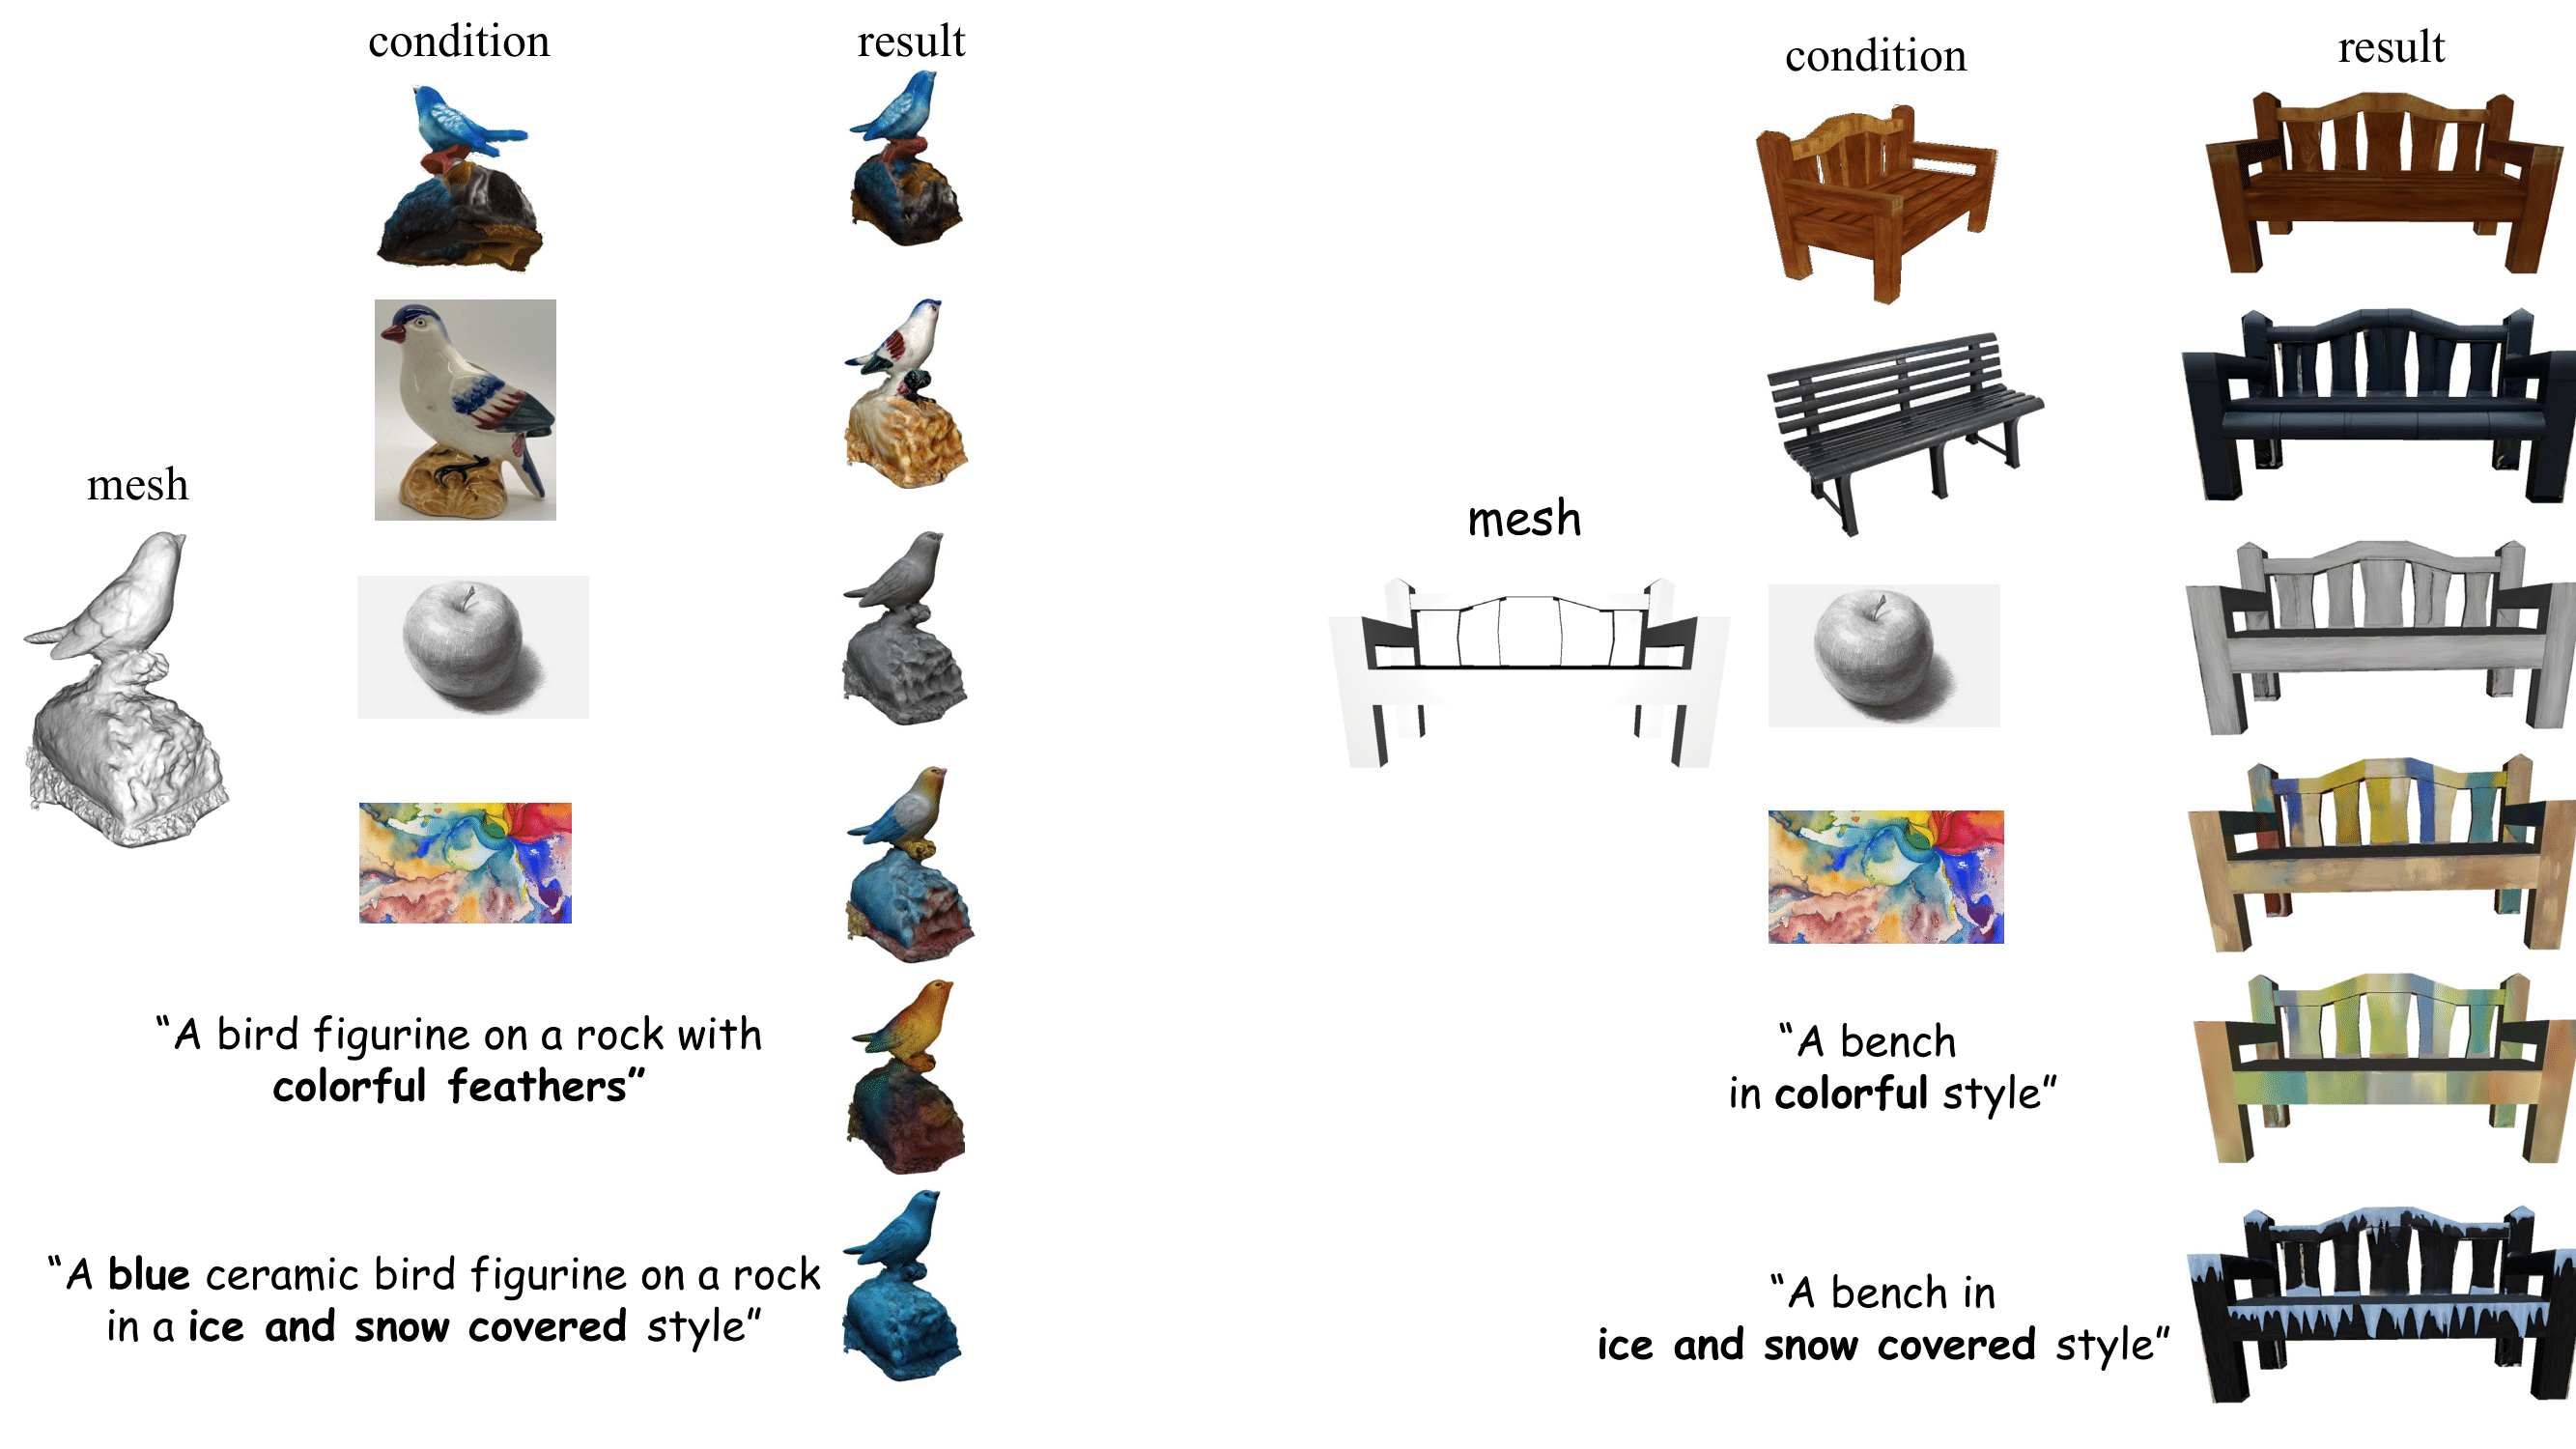 condition
result
mesh
“A bird figurine on a rock with
colorful feathers”
“A blue ceramic bird figurine on a rock
in a ice and snow covered style”
condition
result
mesh
“A bench
in colorful style”
“A bench in
ice and snow covered style”